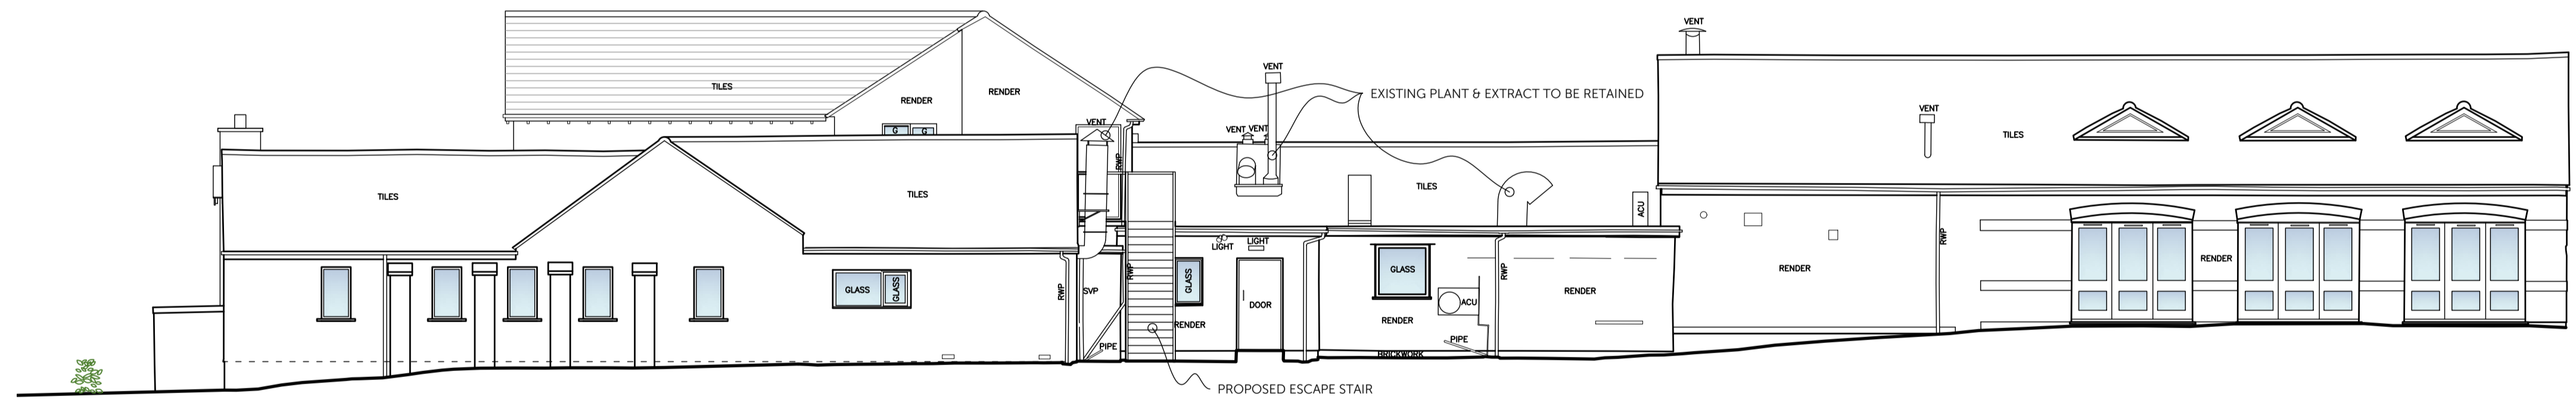 VENT
TILES
RENDER
RENDER
VENT
EXISTING PLANT & EXTRACT TO BE RETAINED
VENT
VENT
G
G
VENT
VENT
TILES
RWP
TILES
TILES
TILES
ACU
LIGHT
LIGHT
RWP
GLASS
GLASS
RWP
SVP
RWP
GLASS
DOOR
GLASS
RWP
ACU
RENDER
RENDER
RENDER
RENDER
RENDER
PIPE
PIPE
BRICKWORK
PROPOSED ESCAPE STAIR